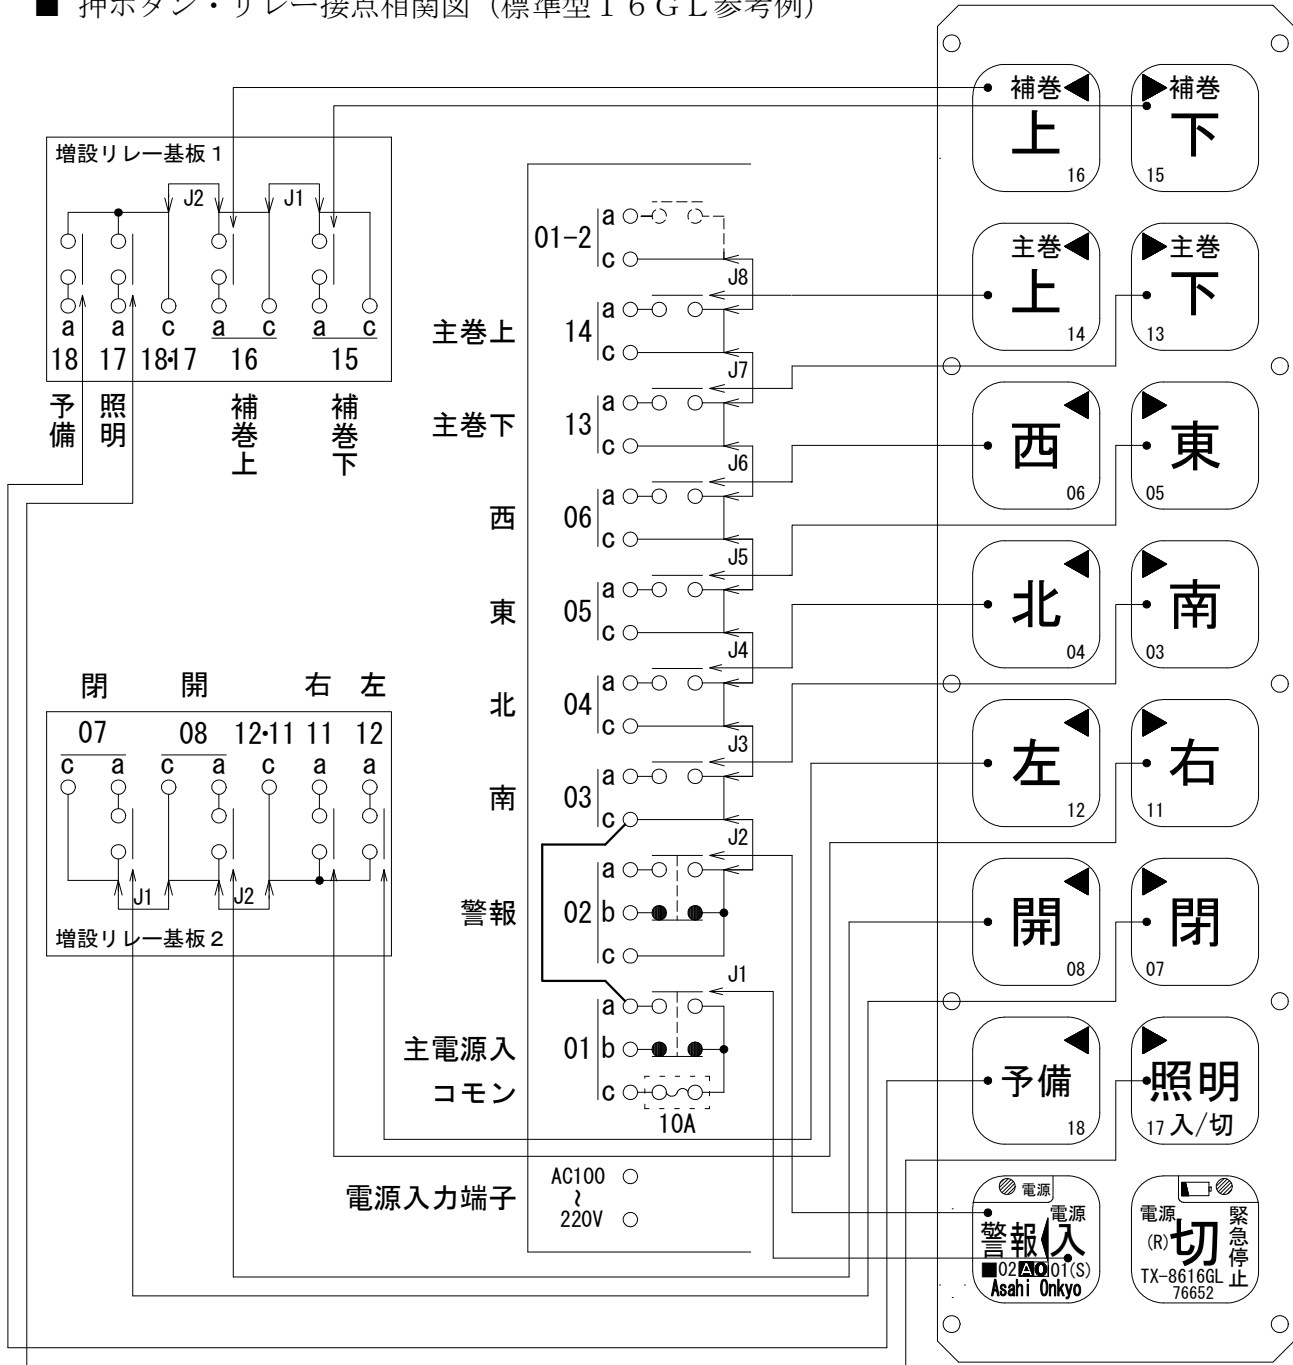 ■ 押ボタン・リレー接点相関図（標準型１６ＧＬ参考例）
増設リレー基板１
J2 J1
a a c a c a c
18 17 18・17 16 15
予備 照明 補巻上 補巻下
閉 開 右 左
07 08 12・11 11 12
c a c a c a a
J1 J2
増設リレー基板２
01-2 a
c
J8
主巻上 14 a
c
J7
主巻下 13 a
c
J6
西 06 a
c
J5
東 05 a
c
J4
北 04 a
c
J3
南 03 a
c
J2
警報 02 a
b
c
J1
主電源入 01 a
b
コモン c
10A
電源入力端子 AC100
～
220V
補巻 上 16
補巻 下 15
主巻 上 14
主巻 下 13
西 06
東 05
北 04
南 03
左 12
右 11
開 08
閉 07
予備 18
照明
17 入/切
電源
電源
警報 入
■02 A0 01(S)
Asahi Onkyo
電源
(R) 切
緊急停止
TX-8616GL
76652